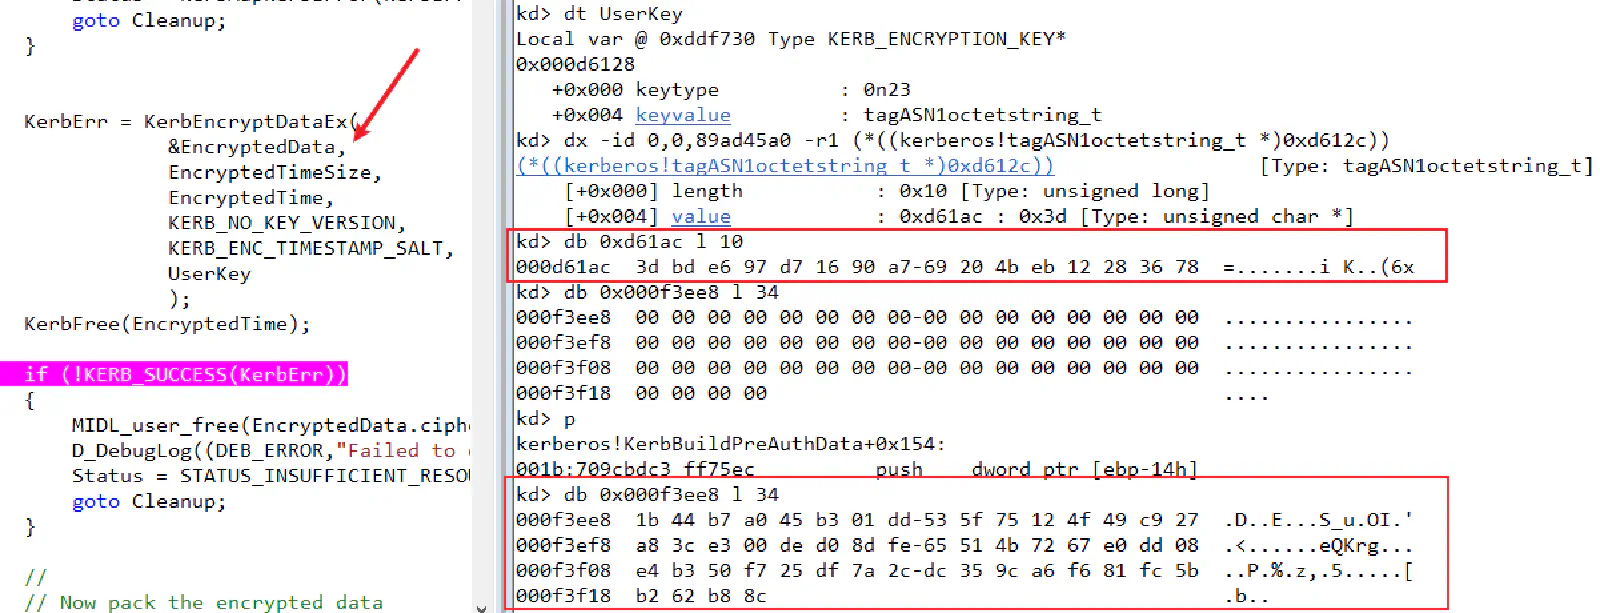 goto Cleanup;
}
KerbErr = KerbEncryptDataEx(
&EncryptedData,
EncryptedTimeSize,
EncryptedTime,
KERB_NO_KEY_VERSION,
KERB_ENC_TIMESTAMP_SALT,
UserKey
);
KerbFree(EncryptedTime);
if (!KERB_SUCCESS(KerbErr))
{
MIDL_user_free(EncryptedData.ciphe
D_DebugLog((DEB_ERROR,"Failed to
Status = STATUS_INSUFFICIENT_RESOU
goto Cleanup;
}
//
// Now pack the encrypted data
kd> dt UserKey
Local var @ 0xddf730 Type KERB_ENCRYPTION_KEY*
0x000d6128
+0x000 keytype : 0n23
+0x004 keyvalue : tagASN1octetstring_t
kd> dx -id 0,0,89ad45a0 -r1 (*((kerberos!tagASN1octetstring_t *)0xd612c))
(*((kerberos!tagASN1octetstring_t *)0xd612c)) [Type: tagASN1octetstring_t]
[+0x000] length : 0x10 [Type: unsigned long]
[+0x004] value : 0xd61ac : 0x3d [Type: unsigned char *]
kd> db 0xd61ac l 10
000d61ac 3d bd e6 97 d7 16 90 a7-69 20 4b eb 12 28 36 78 =.......i K..(6x
kd> db 0x000f3ee8 l 34
000f3ee8 00 00 00 00 00 00 00 00-00 00 00 00 00 00 00 00 ................
000f3ef8 00 00 00 00 00 00 00 00-00 00 00 00 00 00 00 00 ................
000f3f08 00 00 00 00 00 00 00 00-00 00 00 00 00 00 00 00 ................
000f3f18 00 00 00 00 ....
kd> p
kerberos!KerbBuildPreAuthData+0x154:
001b:709cbdc3 ff75ec push dword ptr [ebp-14h]
kd> db 0x000f3ee8 l 34
000f3ee8 1b 44 b7 a0 45 b3 01 dd-53 5f 75 12 4f 49 c9 27 .D..E...S_u.OI.'
000f3ef8 a8 3c e3 00 de d0 8d fe-65 51 4b 72 67 e0 dd 08 .<......eQKrg...
000f3f08 e4 b3 50 f7 25 df 7a 2c-dc 35 9c a6 f6 81 fc 5b ..P.%.z,.5.....[
000f3f18 b2 62 b8 8c .b..